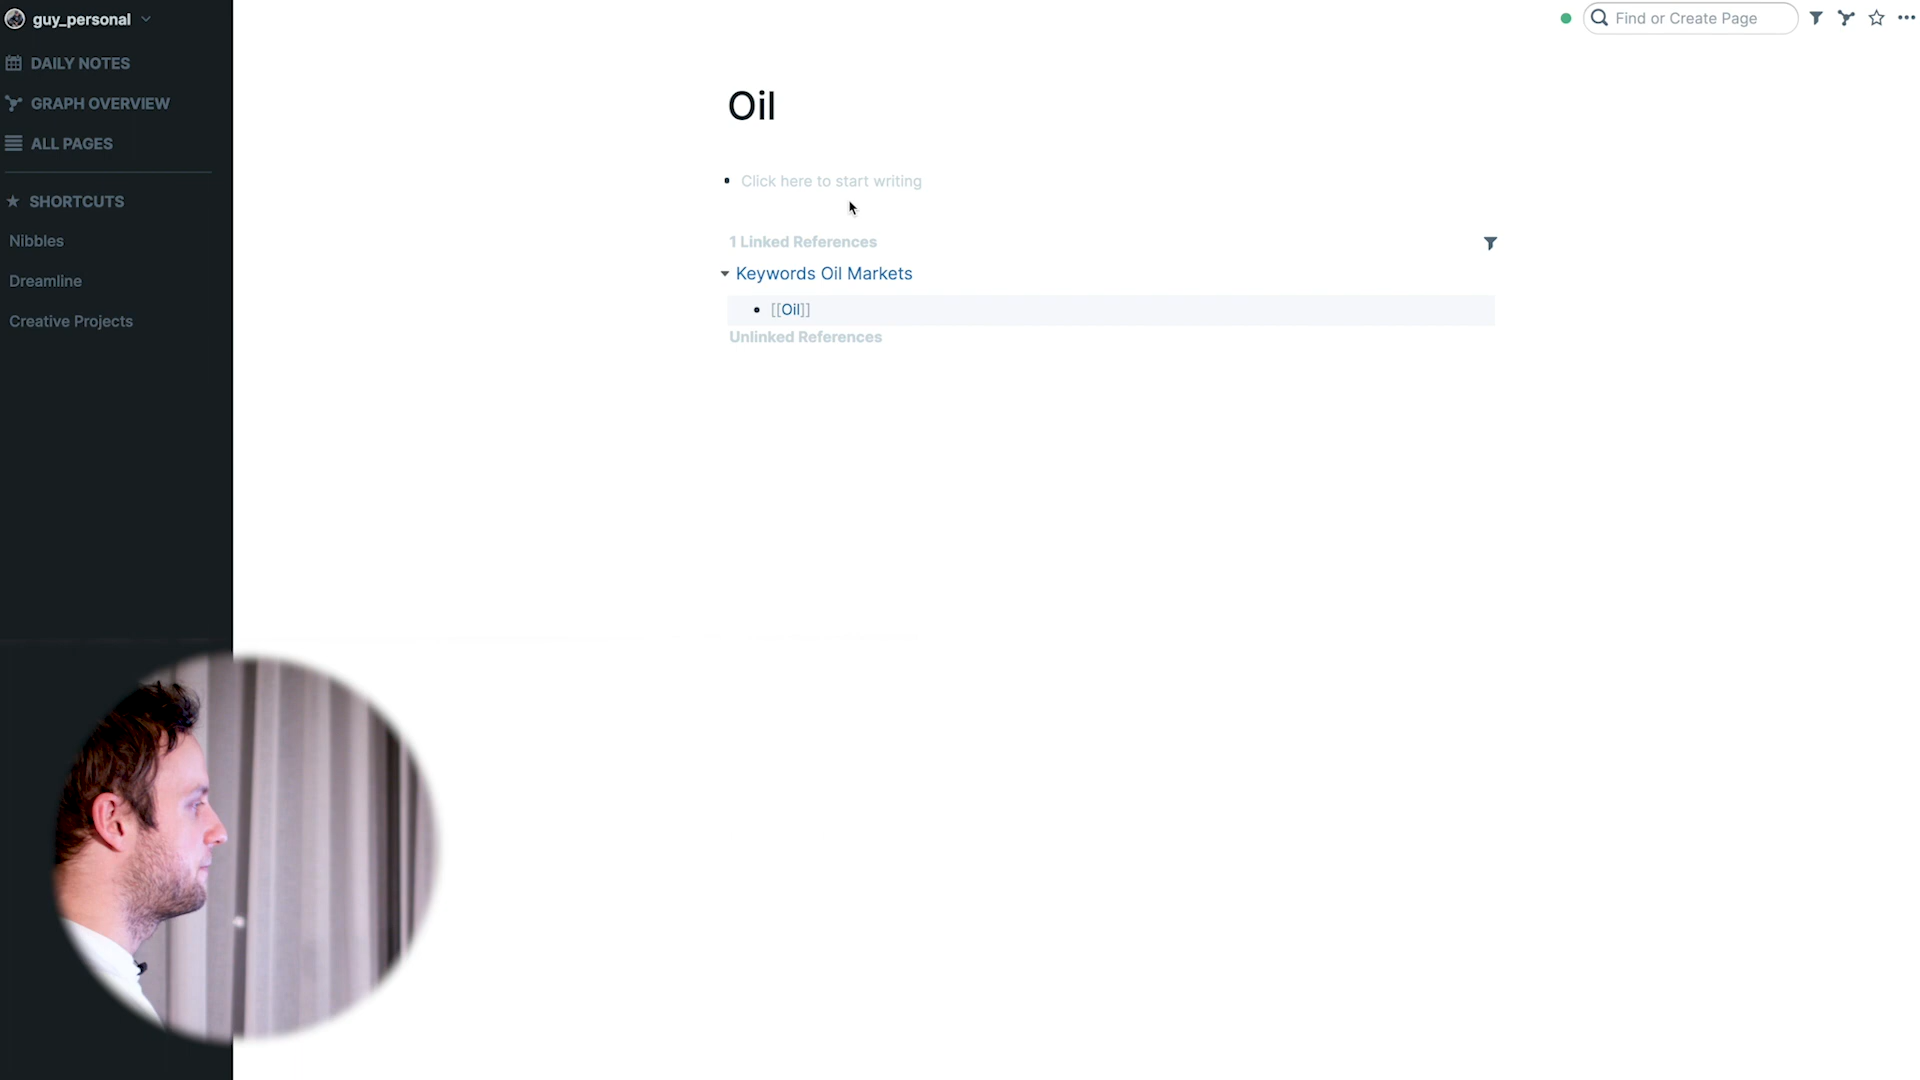 guy_personal
DAILY NOTES
GRAPH OVERVIEW
ALL PAGES
SHORTCUTS
Nibbles
Dreamline
Creative Projects
Find or Create Page
Oil
Click here to start writing
1 Linked References
Keywords Oil Markets
[[Oil]]
Unlinked References